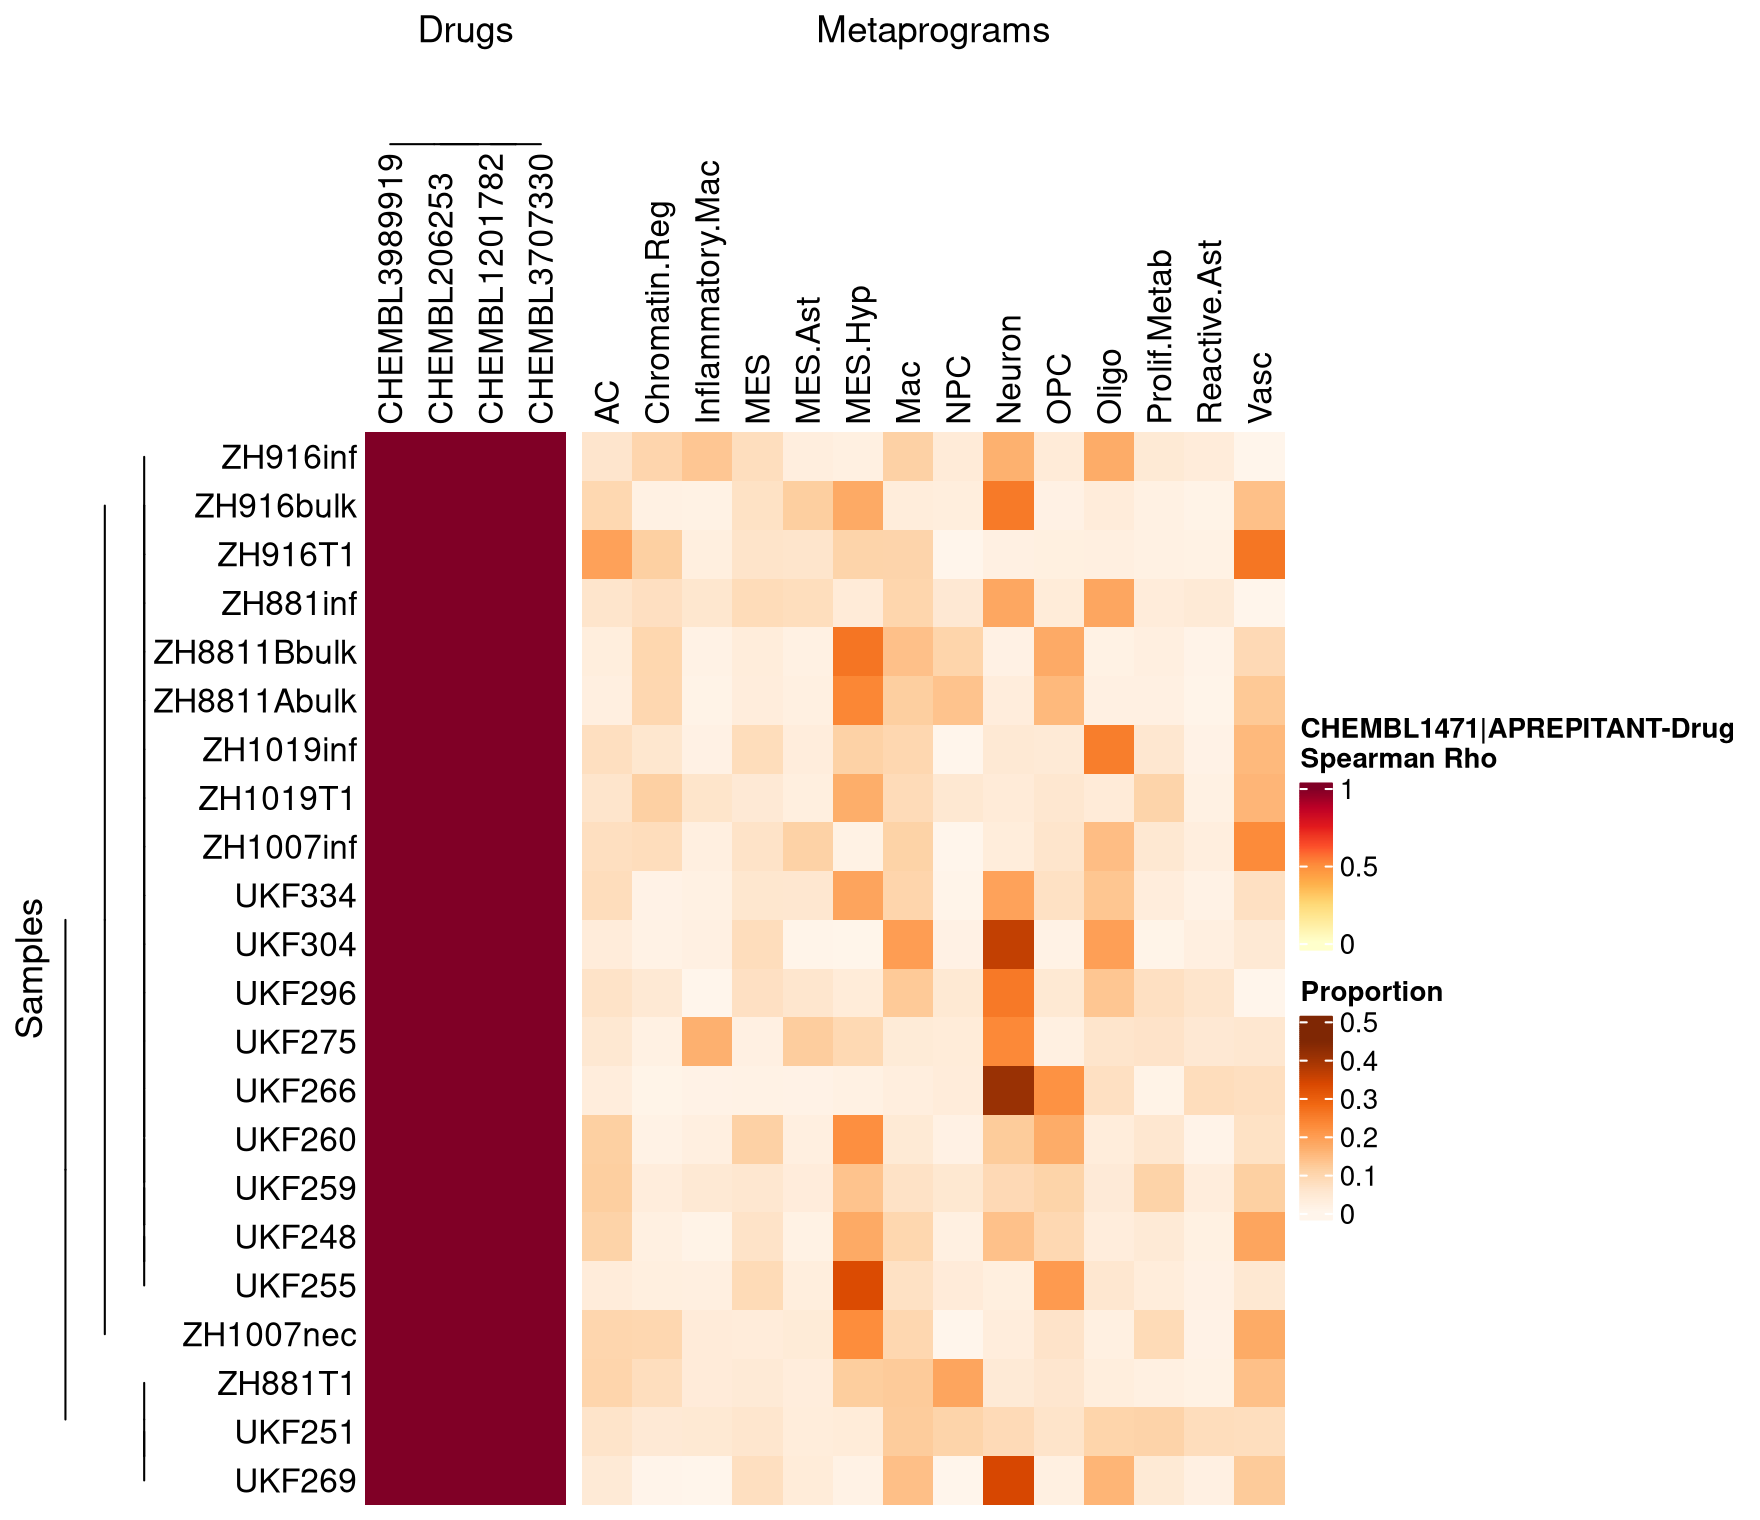 Drugs
Metaprograms
CHEMBL3989919
CHEMBL206253
CHEMBL1201782
CHEMBL3707330
AC
Chromatin.Reg
Inflammatory.Mac
MES
MES.Ast
MES.Hyp
Mac
NPC
Neuron
OPC
Oligo
Prolif.Metab
Reactive.Ast
Vasc
Samples
ZH916inf
ZH916bulk
ZH916T1
ZH881inf
ZH8811Bbulk
ZH8811Abulk
ZH1019inf
ZH1019T1
ZH1007inf
UKF334
UKF304
UKF296
UKF275
UKF266
UKF260
UKF259
UKF248
UKF255
ZH1007nec
ZH881T1
UKF251
UKF269
CHEMBL1471|APREPITANT-Drug
Spearman Rho
1
0.5
0
Proportion
0.5
0.4
0.3
0.2
0.1
0